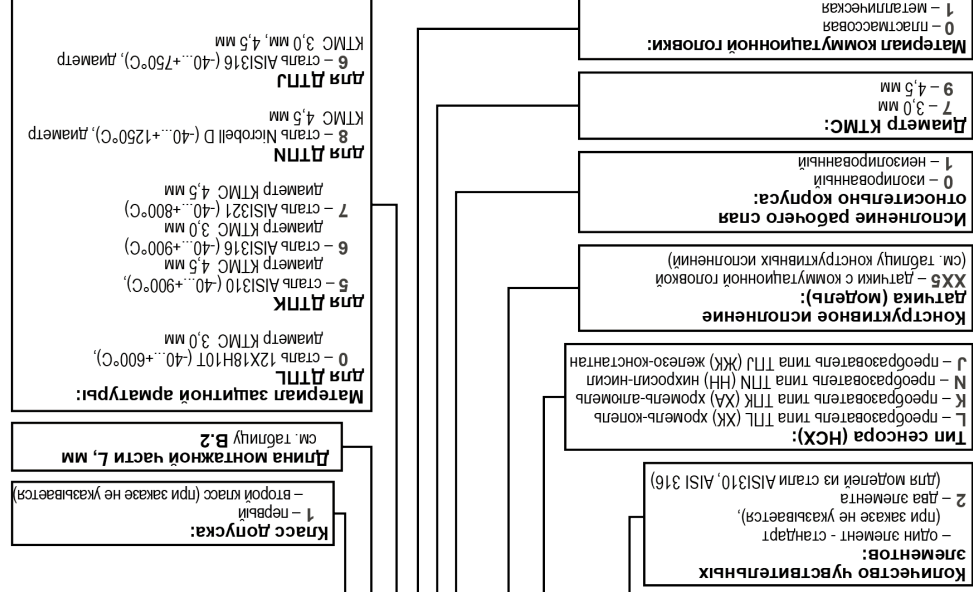 Количество чувствительных
элементов:
– один элемент - стандарт
(при заказе не указывается),
2 – два элемента
(для моделей из стали AISI310, AISI 316)
Тип сенсора (НСХ):
L – преобразователь типа ТПL (ХК) хромель-копель
K – преобразователь типа ТПК (ХА) хромель-алюмель
N – преобразователь типа ТПN (НН) нихросил-нисил
J – преобразователь типа ТПJ (ЖК) железо-константан
Конструктивное исполнение
датчика (модель):
XX5 – датчики с коммутационной головкой
(см. таблицу конструктивных исполнений)
Исполнение рабочего спая
относительно корпуса:
0 – изолированный
1 – неизолированный
Диаметр КТМС:
7 – 3,0 мм
9 – 4,5 мм
Материал коммутационной головки:
0 – пластмассовая
1 – металлическая
Класс допуска:
1 – первый
– второй класс (при заказе не указывается)
Длина монтажной части L, мм
см. таблицу В.2
Материал защитной арматуры:
для ДТПL
0 – сталь 12Х18Н10Т (-40...+600°С),
диаметр КТМС 3,0 мм
для ДТПК
5 – сталь AISI310 (-40...+900°С),
диаметр КТМС 4,5 мм
6 – сталь AISI316 (-40...+900°С)
диаметр КТМС 3,0 мм
7 – сталь AISI321 (-40...+800°С)
диаметр КТМС 4,5 мм
для ДТПN
8 – сталь Nicrobell D (-40...+1250°С), диаметр
КТМС 4,5 мм
для ДТПJ
6 – сталь AISI316 (-40...+750°С), диаметр
КТМС 3,0 мм, 4,5 мм